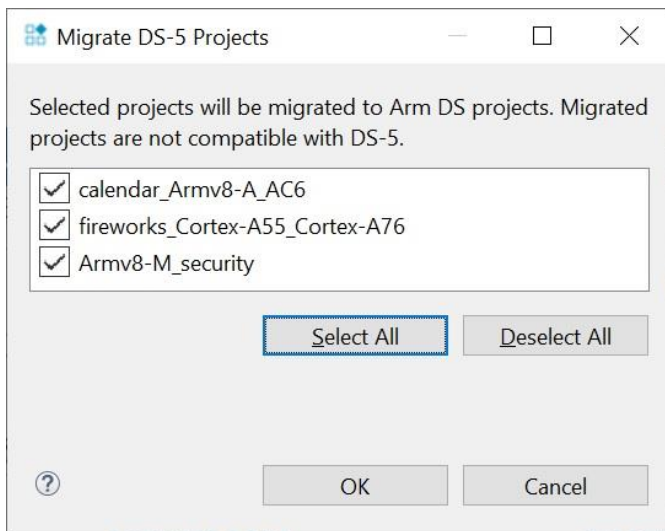 Migrate DS-5 Projects
Selected projects will be migrated to Arm DS projects. Migrated
projects are not compatible with DS-5.
calendar_Armv8-A_AC6
fireworks_Cortex-A55_Cortex-A76
Armv8-M_security
Select All Deselect All
? OK Cancel